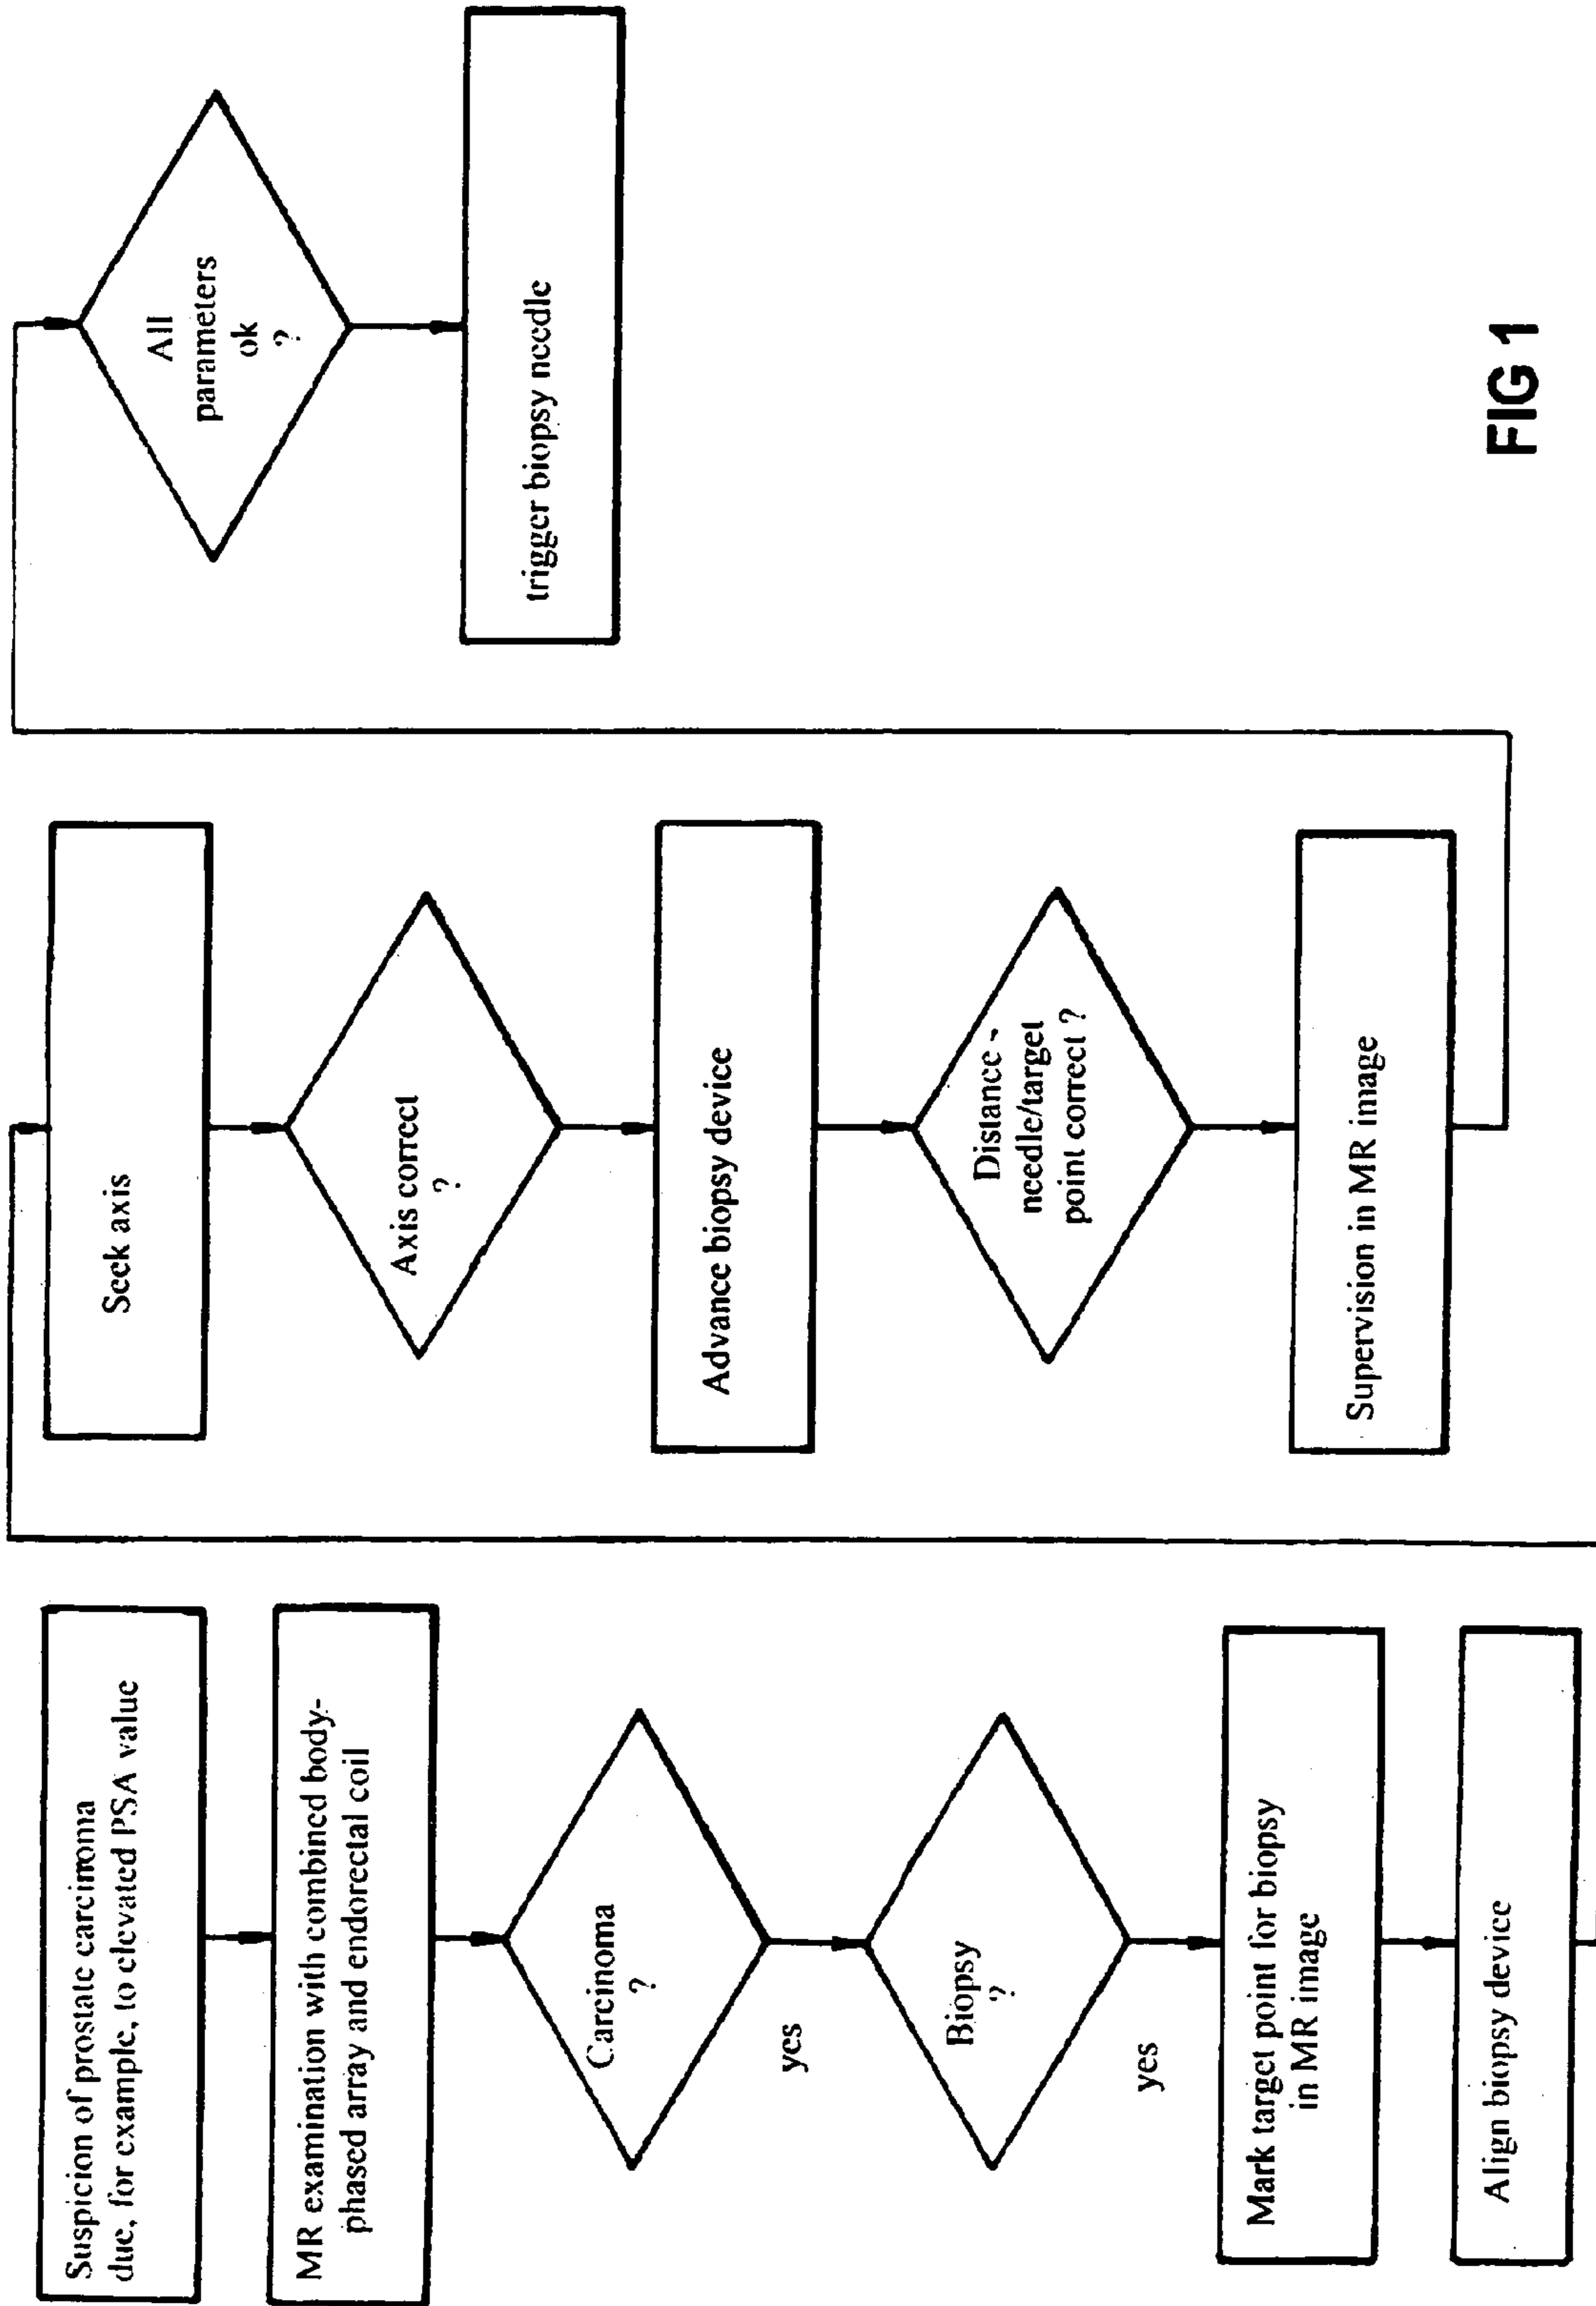 Suspicion of prostate carcinoma
due, for example, to elevated PSA value
MR examination with combined body-
phased array and endorectal coil
Carcinoma
?
yes
Biopsy
?
yes
Mark target point for biopsy
in MR image
Align biopsy device
Seek axis
Axis correct
?
Advance biopsy device
Distance -
needle/target
point correct ?
Supervision in MR image
All
parameters
ok
?
trigger biopsy needle
FIG 1